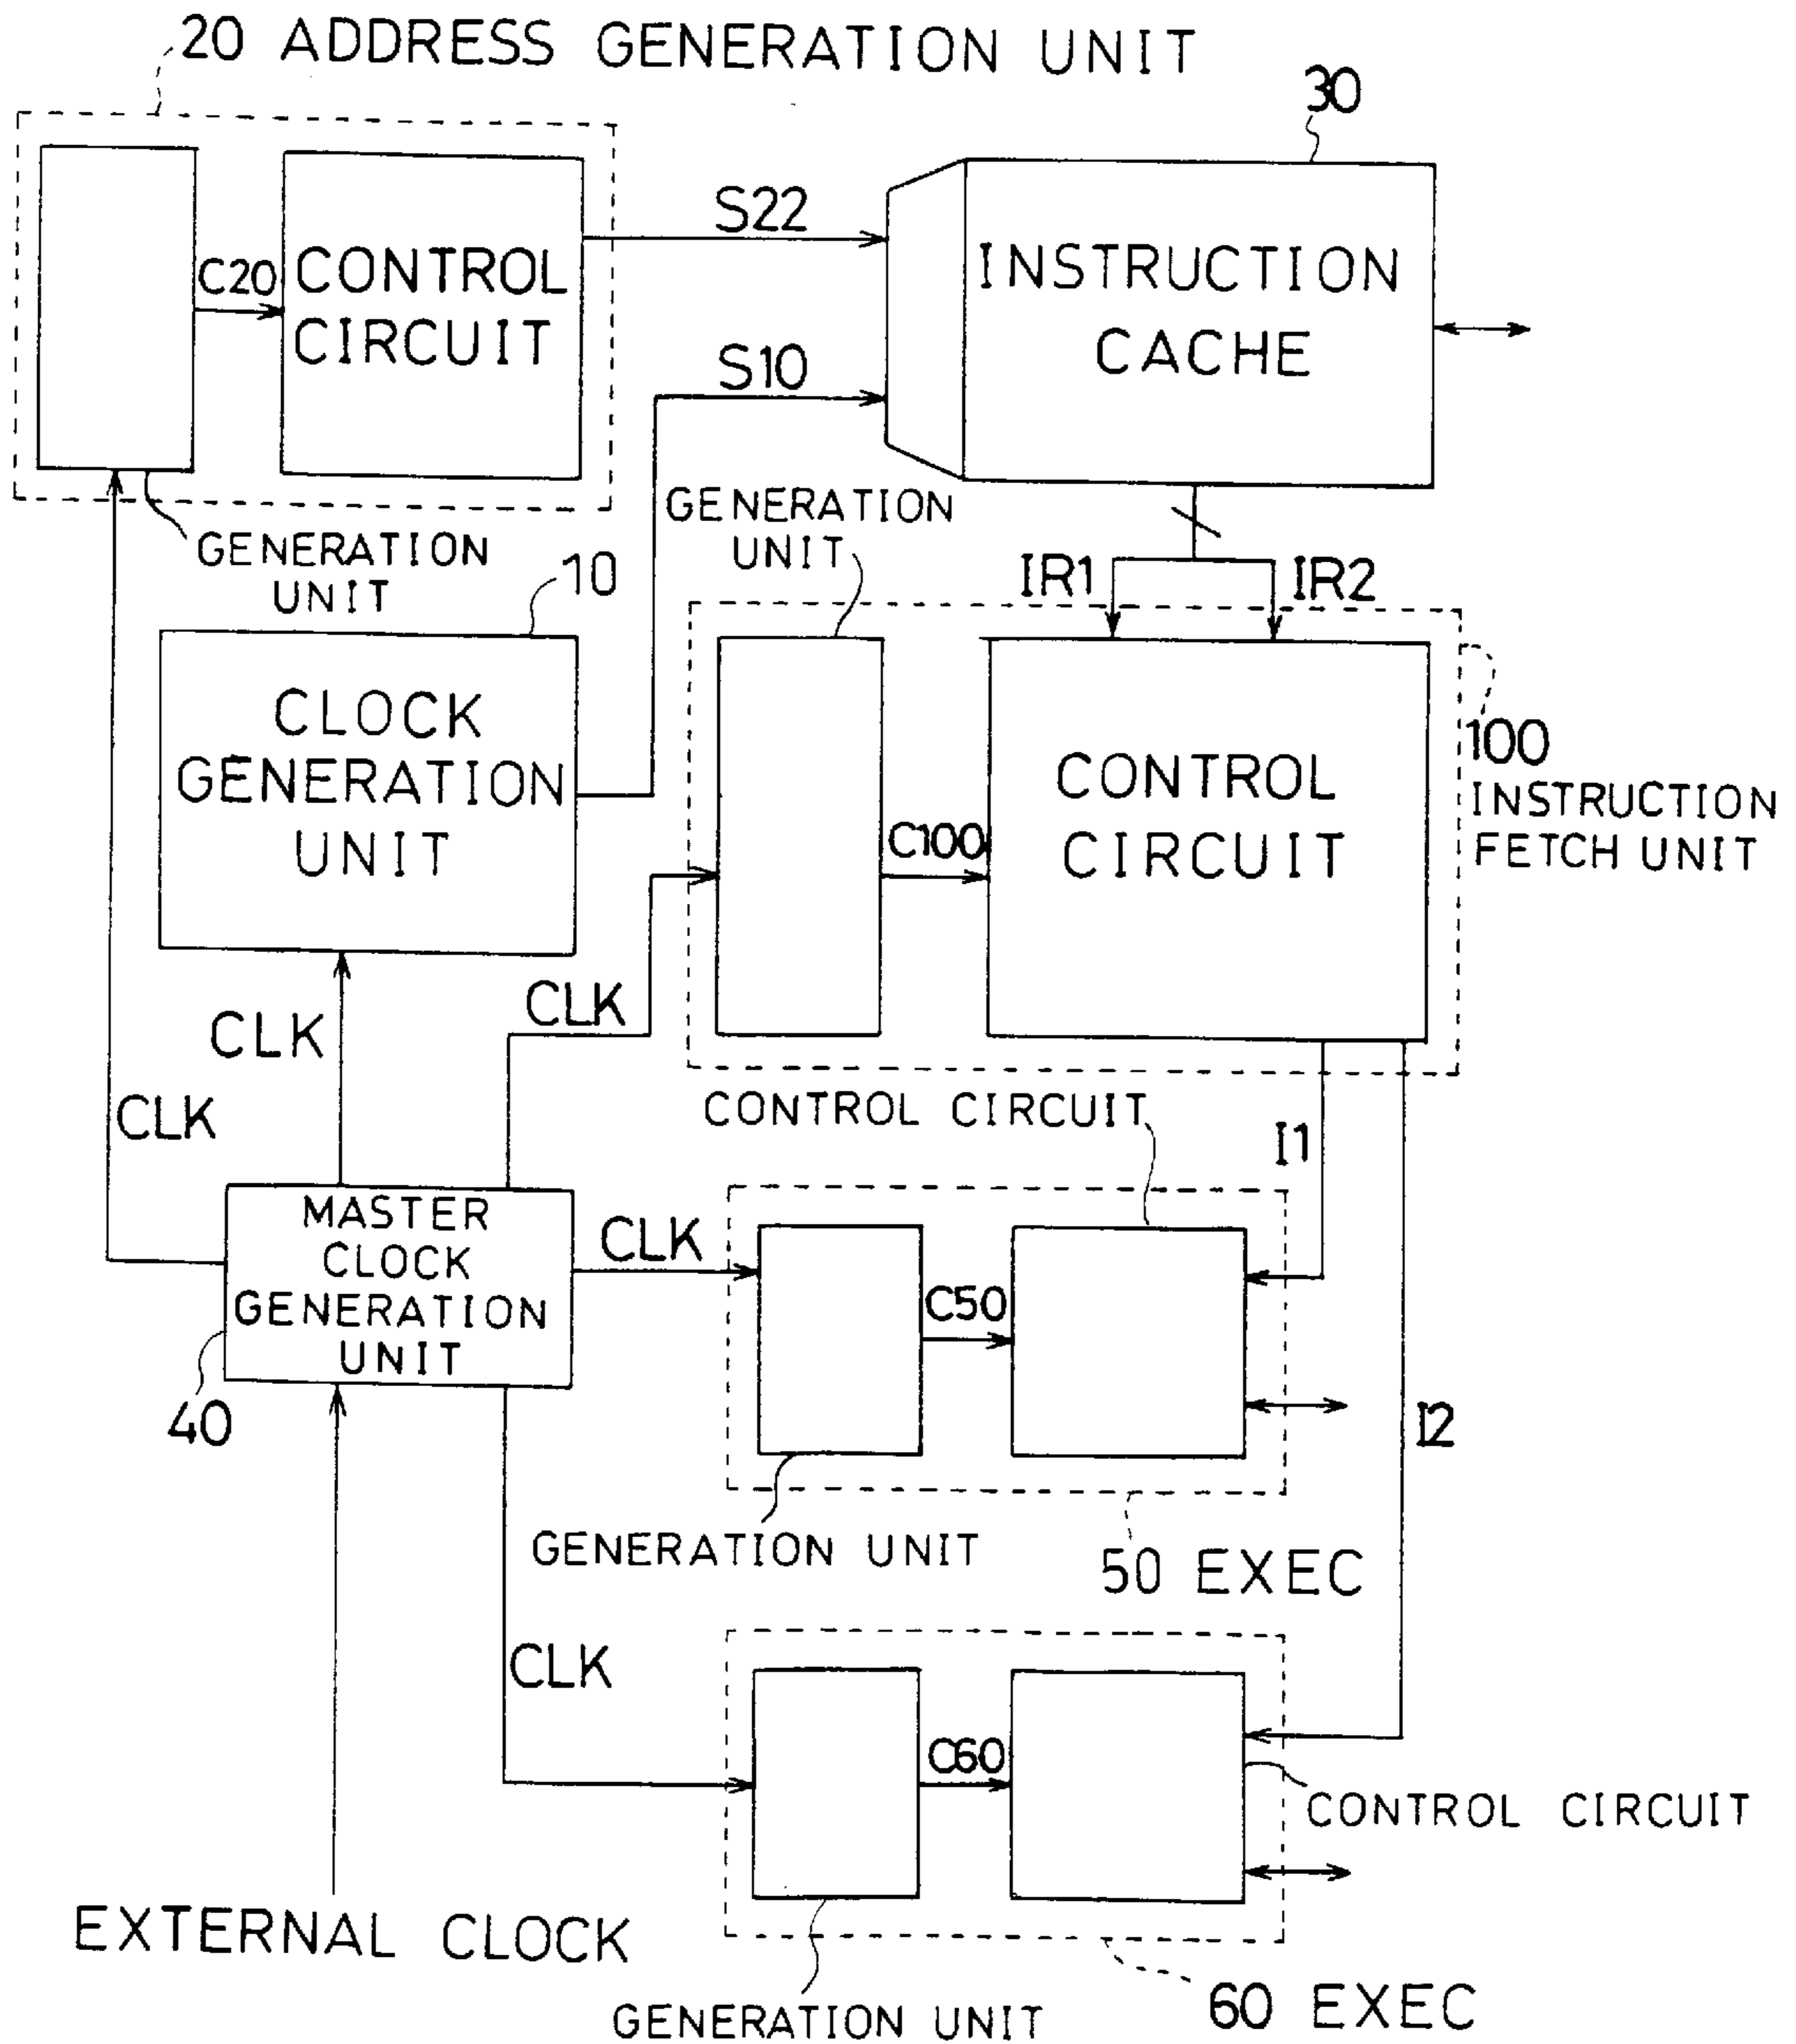 20 ADDRESS GENERATION UNIT
30
C20
CONTROL
CIRCUIT
S22
S10
INSTRUCTION
CACHE
GENERATION
UNIT
GENERATION
UNIT
10
IR1
IR2
CLOCK
GENERATION
UNIT
C100
CONTROL
CIRCUIT
100
INSTRUCTION
FETCH UNIT
CLK
CLK
CLK
CONTROL CIRCUIT
I1
MASTER
CLOCK
GENERATION
UNIT
40
CLK
C50
I2
GENERATION UNIT
50 EXEC
CLK
C60
CONTROL CIRCUIT
EXTERNAL CLOCK
GENERATION UNIT
60 EXEC